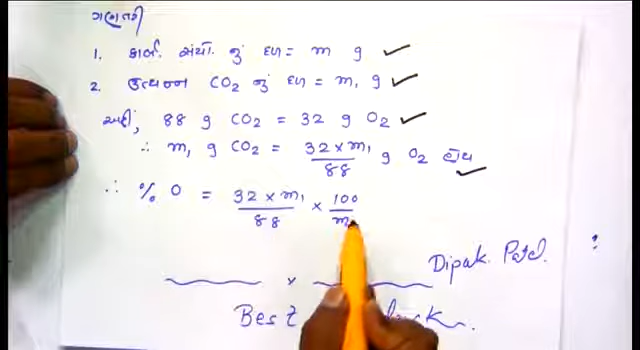 ગણતરી
1. કાર્બ. સંયો. નું દળ = m g
2. ઉત્પન્ન CO₂ નું દળ = m₁ g
અહીં, 88 g CO₂ = 32 g O₂
∴ m₁ g CO₂ = 32 × m₁ / 88 g O₂ હોય
∴ % O = 32 × m₁ / 88 × 100 / m
Dipak. Patel.
Best